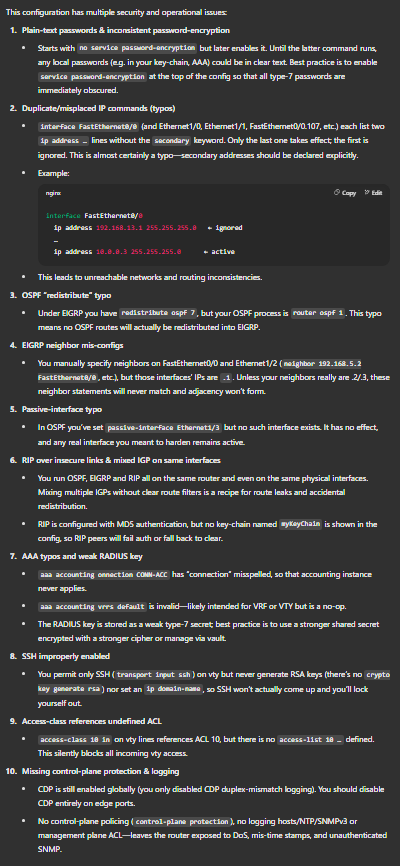 This configuration has multiple security and operational issues:
1. Plain-text passwords & inconsistent password-encryption
• Starts with no service password-encryption but later enables it. Until the latter command runs,
any local passwords (e.g. in your key-chain, AAA) could be in clear text. Best practice is to enable
service password-encryption at the top of the config so that all type-7 passwords are
immediately obscured.
2. Duplicate/misplaced IP commands (typos)
• interface FastEthernet0/0 (and Ethernet1/0, Ethernet1/1, FastEthernet0/0.107, etc.) each list two
ip address … lines without the secondary keyword. Only the last one takes effect; the first is
ignored. This is almost certainly a typo—secondary addresses should be declared explicitly.
• Example:
nginx Copy Edit
interface FastEthernet0/0
ip address 192.168.13.1 255.255.255.0 ← ignored
…
ip address 10.0.0.3 255.255.255.0 ← active
• This leads to unreachable networks and routing inconsistencies.
3. OSPF “redistribute” typo
• Under EIGRP you have redistribute ospf 7 , but your OSPF process is router ospf 1 . This typo
means no OSPF routes will actually be redistributed into EIGRP.
4. EIGRP neighbor mis-configs
• You manually specify neighbors on FastEthernet0/0 and Ethernet1/2 ( neighbor 192.168.5.2
FastEthernet0/0 , etc.), but those interfaces' IPs are .1 . Unless your neighbors really are .2/.3, these
neighbor statements will never match and adjacency won't form.
5. Passive-interface typo
• In OSPF you've set passive-interface Ethernet1/3 but no such interface exists. It has no effect,
and any real interface you meant to harden remains active.
6. RIP over insecure links & mixed IGP on same interfaces
• You run OSPF, EIGRP and RIP all on the same router and even on the same physical interfaces.
Mixing multiple IGPs without clear route filters is a recipe for route leaks and accidental
redistribution.
• RIP is configured with MD5 authentication, but no key-chain named myKeyChain is shown in the
config, so RIP peers will fail auth or fall back to clear.
7. AAA typos and weak RADIUS key
• aaa accounting onnection CONN-ACC has “connection” misspelled, so that accounting instance
never applies.
• aaa accounting vrrs default is invalid—likely intended for VRF or VTY but is a no-op.
• The RADIUS key is stored as a weak type-7 secret; best practice is to use a stronger shared secret
encrypted with a stronger cipher or manage via vault.
8. SSH improperly enabled
• You permit only SSH ( transport input ssh ) on vty but never generate RSA keys (there's no crypto
key generate rsa ) nor set an ip domain-name , so SSH won't actually come up and you'll lock
yourself out.
9. Access-class references undefined ACL
• access-class 10 in on vty lines references ACL 10, but there is no access-list 10 … defined.
This silently blocks all incoming vty access.
10. Missing control-plane protection & logging
• CDP is still enabled globally (you only disabled CDP duplex-mismatch logging). You should disable
CDP entirely on edge ports.
• No control-plane policing ( control-plane protection ), no logging hosts/NTP/SNMPv3 or
management plane ACL—leaves the router exposed to DoS, mis-time stamps, and unauthenticated
SNMP.